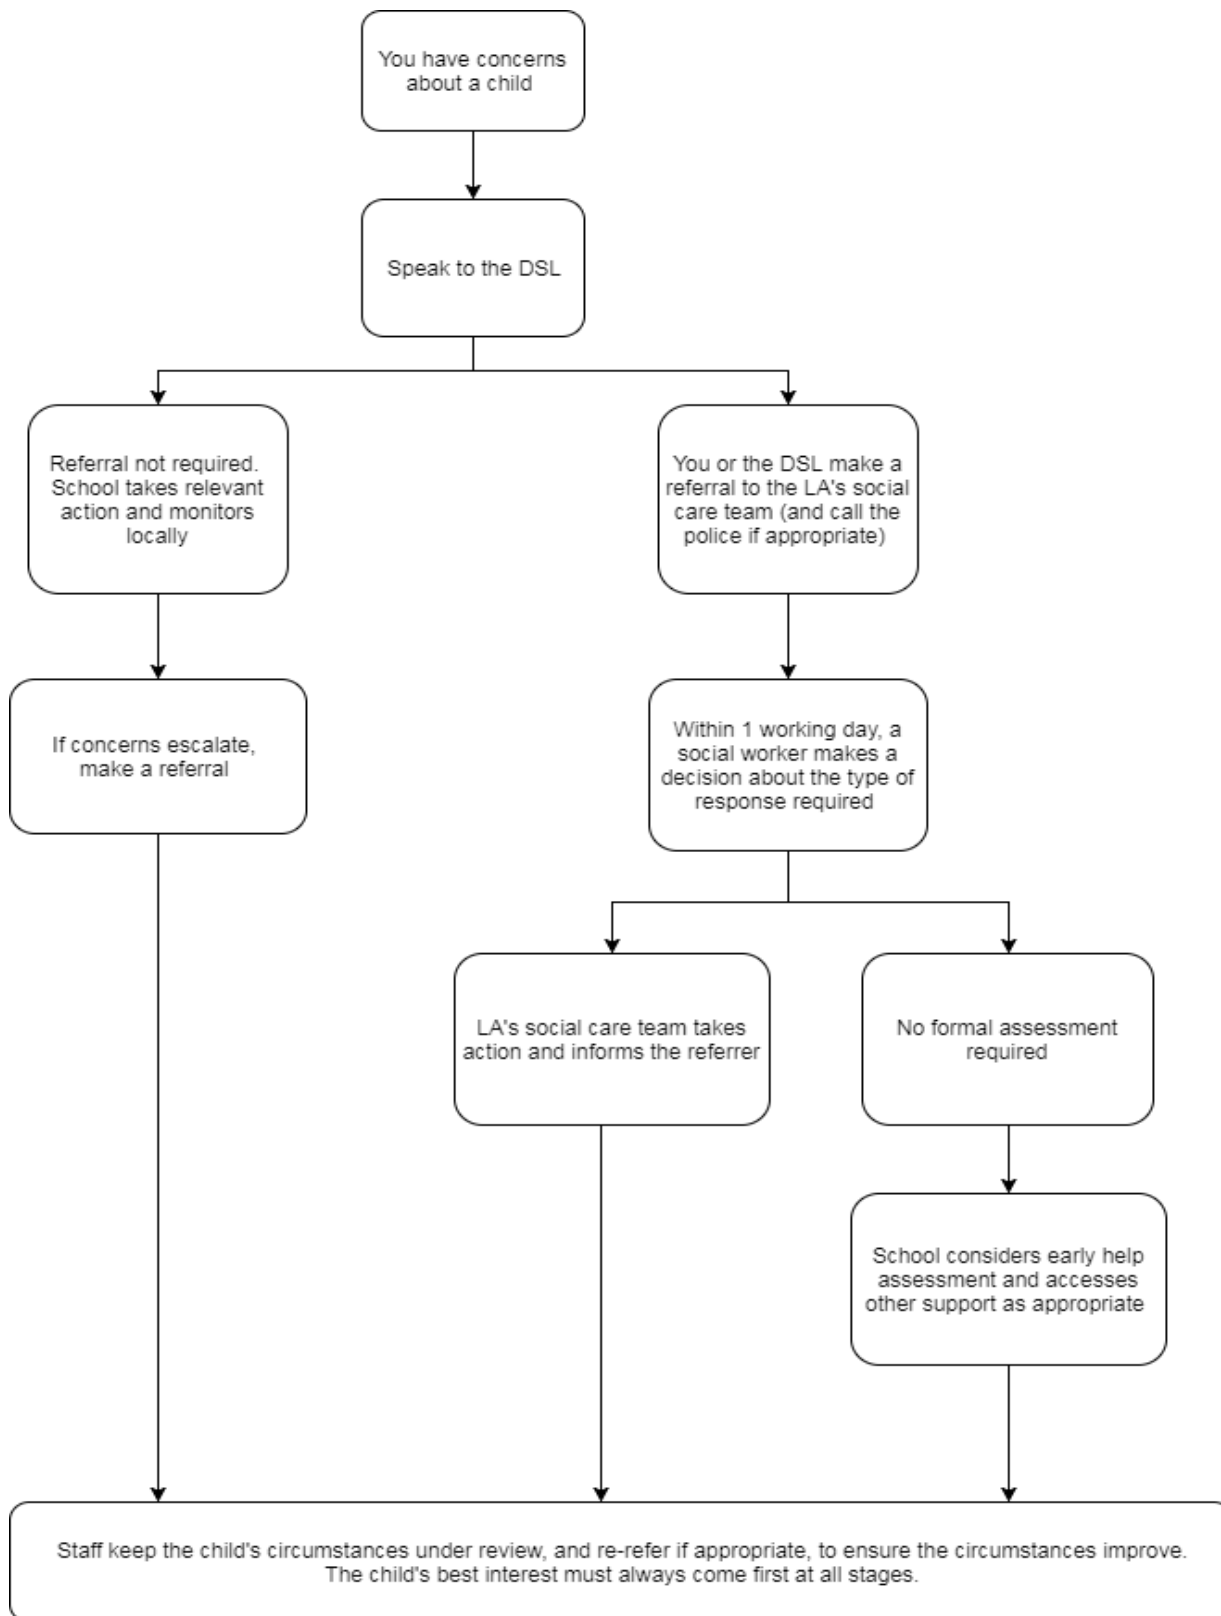 You have concerns
about a child
Speak to the DSL
Referral not required.
School takes relevant
action and monitors
locally
You or the DSL make a
referral to the LA's social
care team (and call the
police if appropriate)
If concerns escalate,
make a referral
Within 1 working day, a
social worker makes a
decision about the type of
response required
LA's social care team takes
action and informs the referrer
No formal assessment
required
School considers early help
assessment and accesses
other support as appropriate
Staff keep the child's circumstances under review, and re-refer if appropriate, to ensure the circumstances improve.
The child's best interest must always come first at all stages.